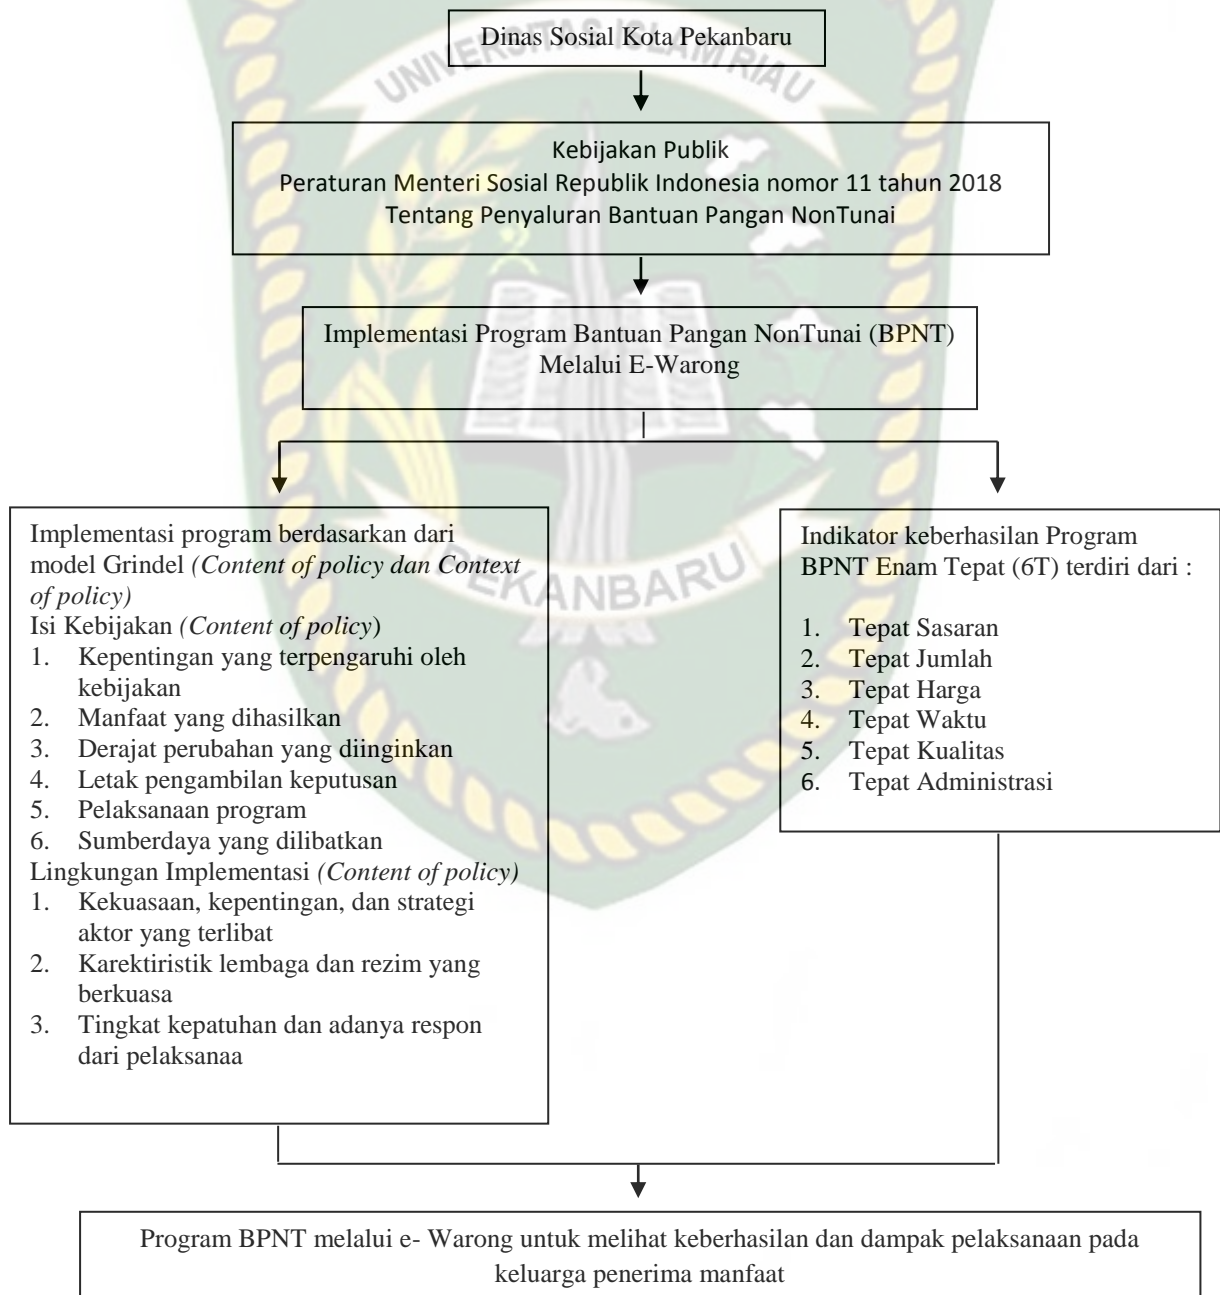 Dinas Sosial Kota Pekanbaru
UNIVERSITAS ISLAM RIAU
Kebijakan Publik
Peraturan Menteri Sosial Republik Indonesia nomor 11 tahun 2018
Tentang Penyaluran Bantuan Pangan NonTunai
Implementasi Program Bantuan Pangan NonTunai (BPNT)
Melalui E-Warong
Implementasi program berdasarkan dari
model Grindel (Content of policy dan Context
of policy)
Isi Kebijakan (Content of policy)
1. Kepentingan yang terpengaruhi oleh
kebijakan
2. Manfaat yang dihasilkan
3. Derajat perubahan yang diinginkan
4. Letak pengambilan keputusan
5. Pelaksanaan program
6. Sumberdaya yang dilibatkan
Lingkungan Implementasi (Content of policy)
1. Kekuasaan, kepentingan, dan strategi
aktor yang terlibat
2. Karektiristik lembaga dan rezim yang
berkuasa
3. Tingkat kepatuhan dan adanya respon
dari pelaksanaa
PEKANBARU
Indikator keberhasilan Program
BPNT Enam Tepat (6T) terdiri dari :
1. Tepat Sasaran
2. Tepat Jumlah
3. Tepat Harga
4. Tepat Waktu
5. Tepat Kualitas
6. Tepat Administrasi
Program BPNT melalui e- Warong untuk melihat keberhasilan dan dampak pelaksanaan pada
keluarga penerima manfaat